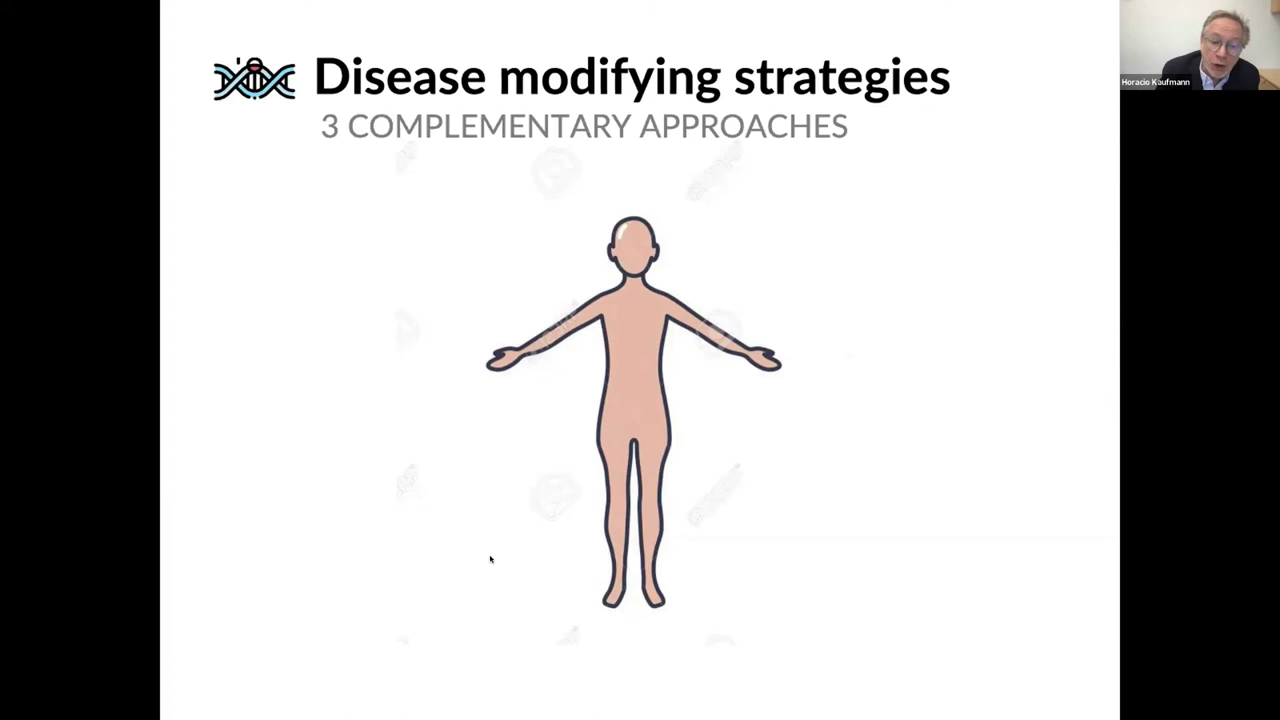 Disease modifying strategies
3 COMPLEMENTARY APPROACHES
Horacio Kaufmann